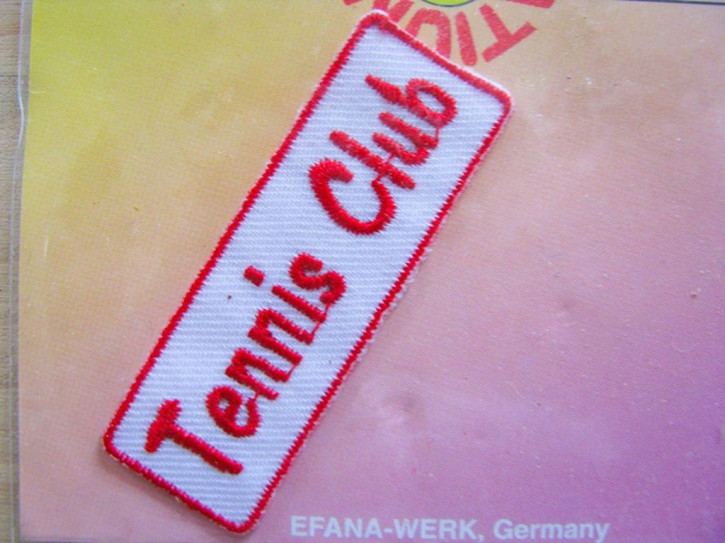 Tennis Club
EFANA-WERK, Germany